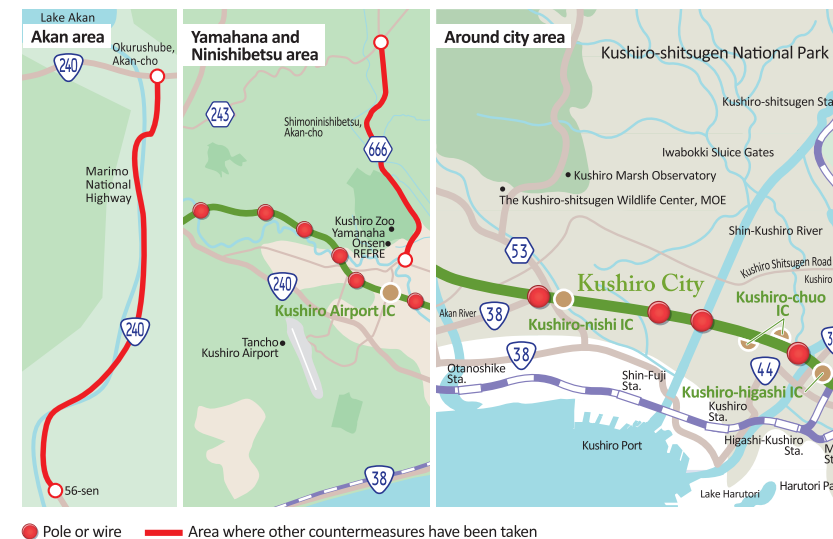 Lake Akan
Akan area
Okurushube,
Akan-cho
240
Marimo
National
Highway
240
56-sen
Yamahana and
Ninishibetsu area
243
Shimoninishibetsu,
Akan-cho
666
Kushiro Zoo
Yamanaha
Onsen
REFRE
240
Kushiro Airport IC
Tancho
Kushiro Airport
38
Around city area
Kushiro-shitsugen National Park
Kushiro-shitsugen Sta
Iwabokki Sluice Gates
Kushiro Marsh Observatory
The Kushiro-shitsugen Wildlife Center, MOE
Shin-Kushiro River
53
Kushiro Shitsugen Road
Kushiro
Kushiro City
Kushiro-chuo
IC
Akan River
38
Kushiro-nishi IC
38
3
44
Otanoshike
Sta.
Shin-Fuji
Sta.
Kushiro-higashi IC
Kushiro
Sta.
Kushiro Port
Higashi-Kushiro
Sta.
M
St
Lake Harutori
Harutori Pa
Pole or wire
Area where other countermeasures have been taken